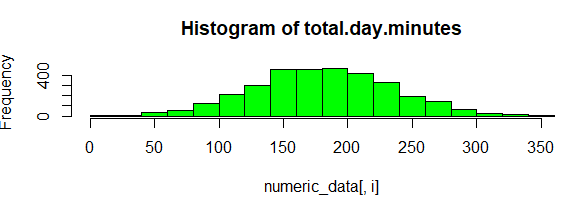 Histogram of total.day.minutes
Frequency
400
0
0 50 100 150 200 250 300 350
numeric_data[, i]